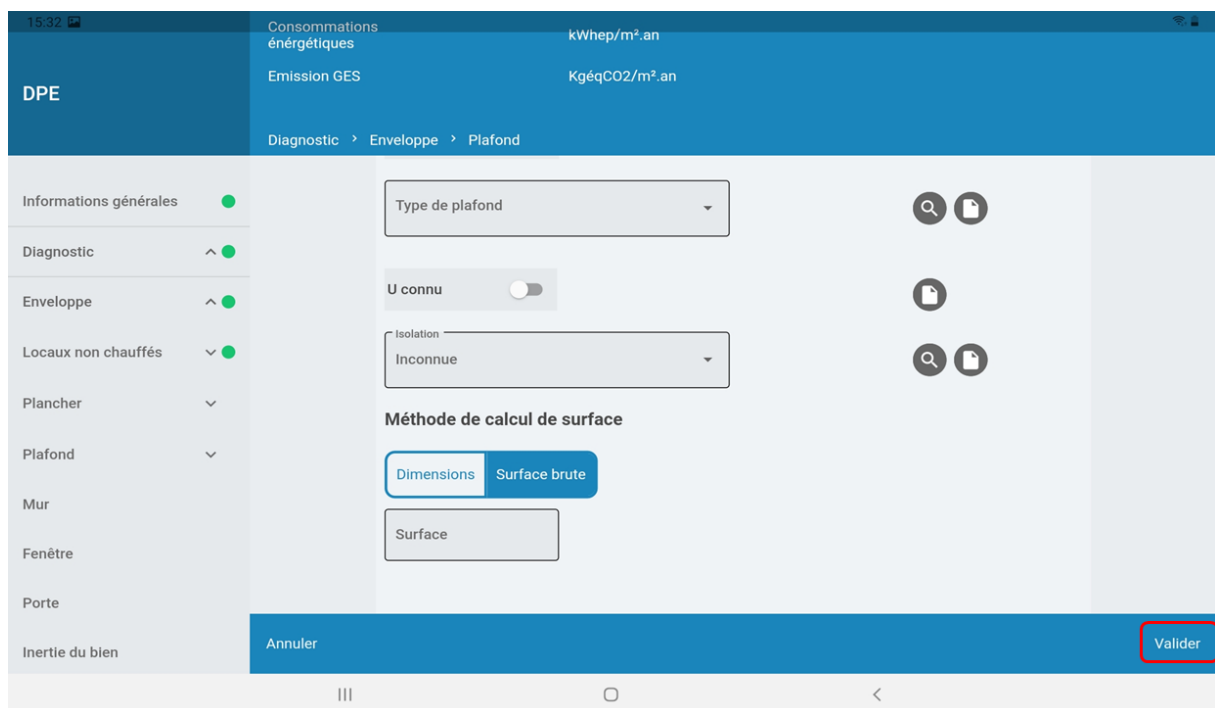 15:32
Consommations
énérgétiques
kWhep/m².an
Emission GES
KgéqCO2/m².an
DPE
Diagnostic > Enveloppe > Plafond
Informations générales
Diagnostic
Enveloppe
Locaux non chauffés
Plancher
Plafond
Mur
Fenêtre
Porte
Inertie du bien
Type de plafond
U connu
Isolation
Inconnue
Méthode de calcul de surface
Dimensions
Surface brute
Surface
Annuler
Valider